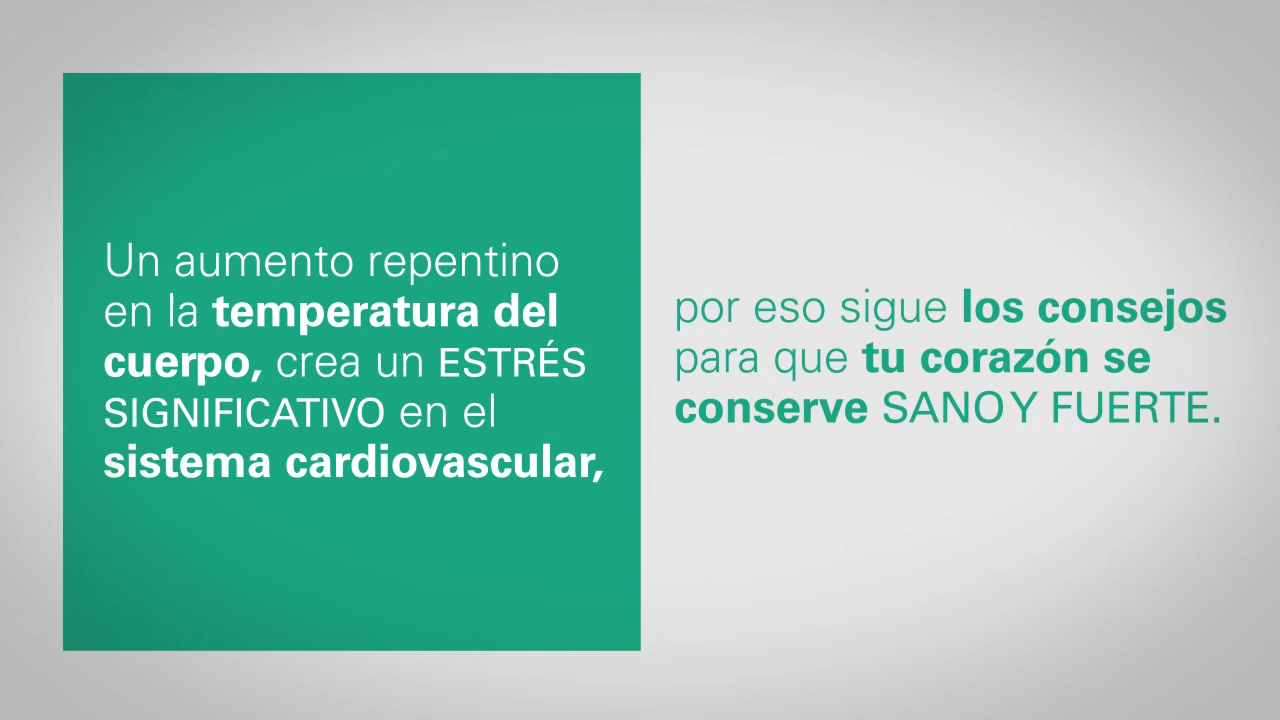 Un aumento repentino
en la temperatura del
cuerpo, crea un ESTRÉS
SIGNIFICATIVO en el
sistema cardiovascular,
por eso sigue los consejos
para que tu corazón se
conserve SANO Y FUERTE.